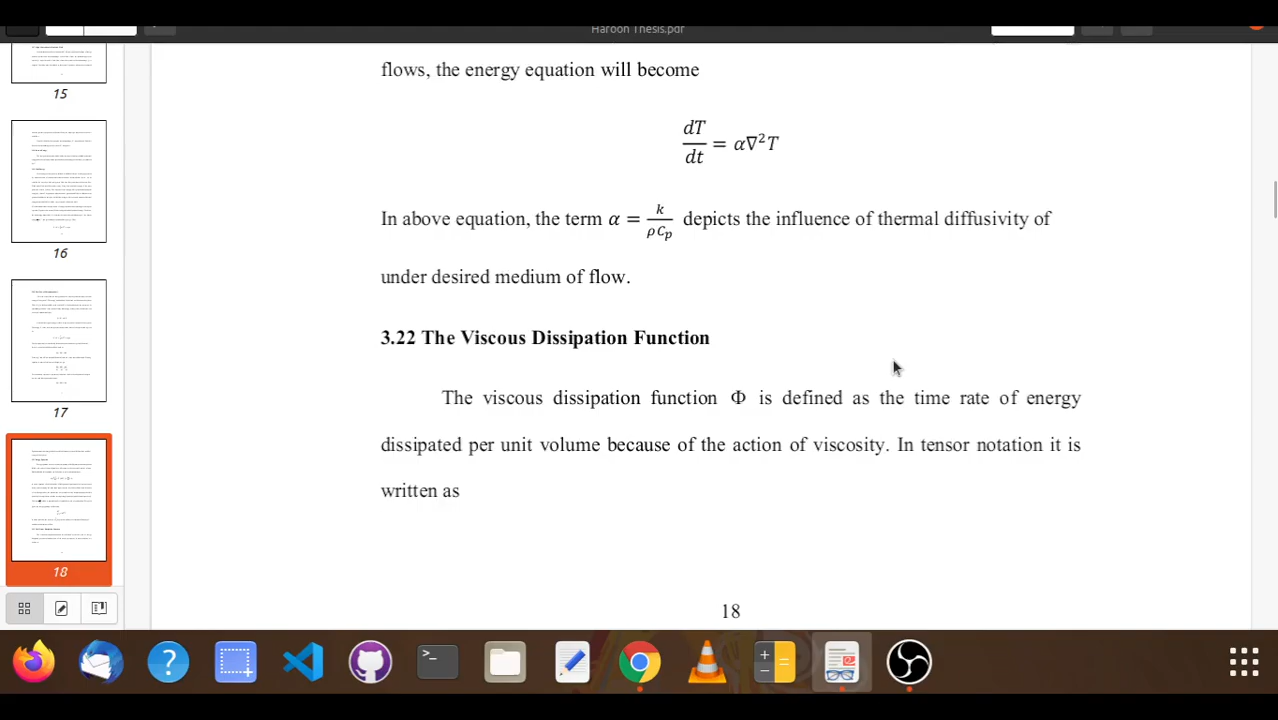 Haroon Thesis.pdf
15
16
17
18
flows, the energy equation will become
dT/dt = α∇²T
In above equation, the term α = k/ρCₚ depicts the influence of thermal diffusivity of
under desired medium of flow.
3.22 The Viscous Dissipation Function
The viscous dissipation function Φ is defined as the time rate of energy
dissipated per unit volume because of the action of viscosity. In tensor notation it is
written as
18